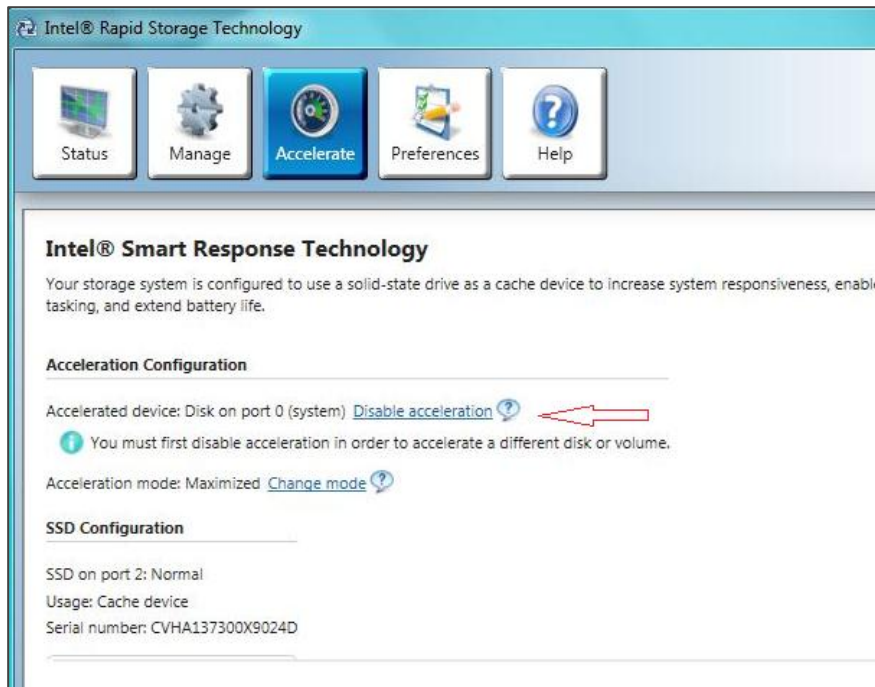 Intel® Rapid Storage Technology
Status
Manage
Accelerate
Preferences
Help
Intel® Smart Response Technology
Your storage system is configured to use a solid-state drive as a cache device to increase system responsiveness, enable
tasking, and extend battery life.
Acceleration Configuration
Accelerated device: Disk on port 0 (system) Disable acceleration ?
i You must first disable acceleration in order to accelerate a different disk or volume.
Acceleration mode: Maximized Change mode ?
SSD Configuration
SSD on port 2: Normal
Usage: Cache device
Serial number: CVHA137300X9024D